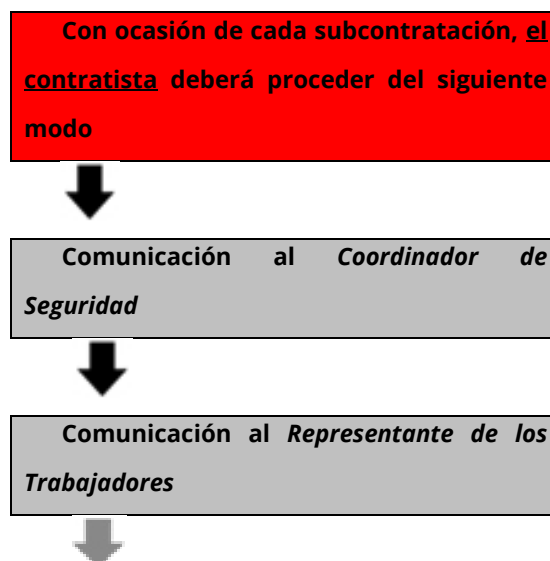 Con ocasión de cada subcontratación, el
contratista deberá proceder del siguiente
modo
Comunicación al Coordinador de
Seguridad
Comunicación al Representante de los
Trabajadores